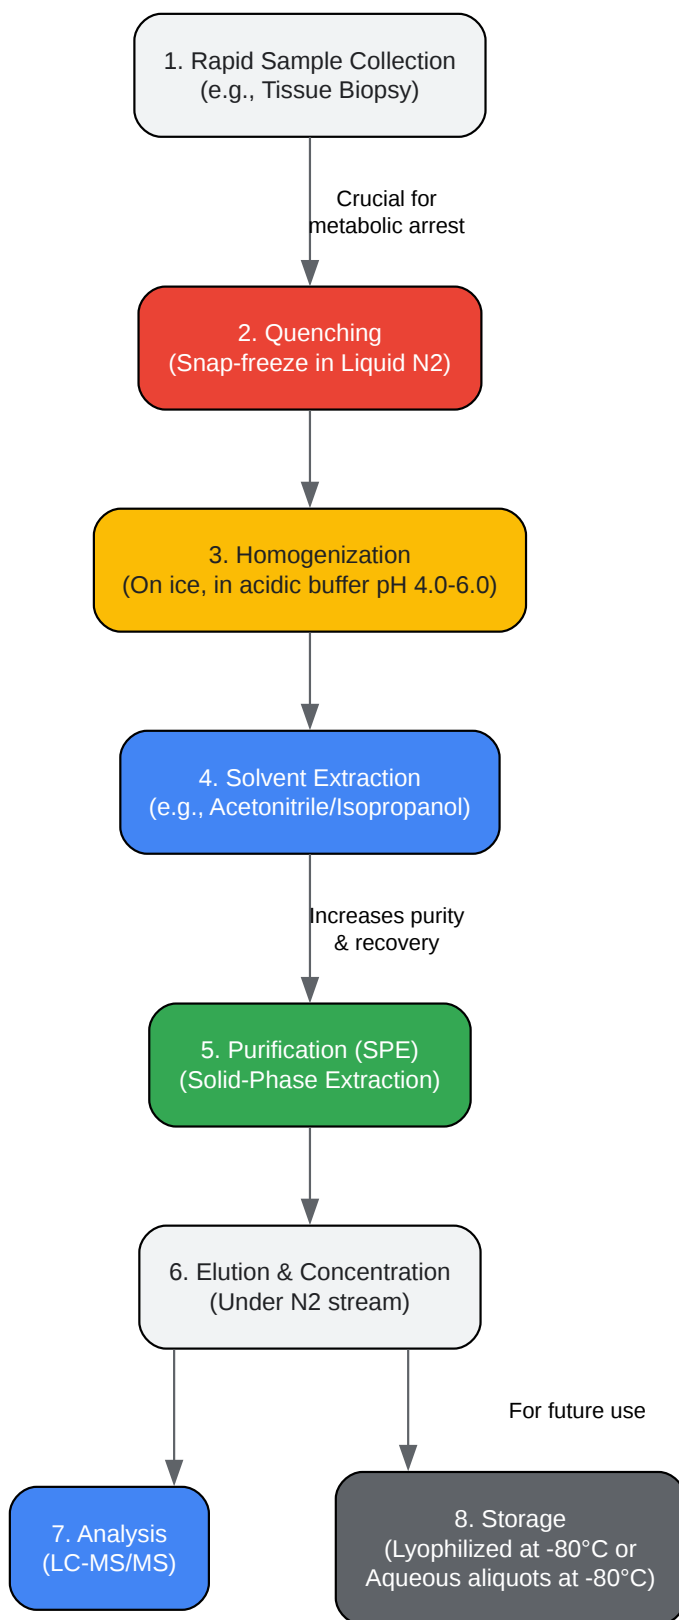 1. Rapid Sample Collection
(e.g., Tissue Biopsy)
Crucial for
metabolic arrest
2. Quenching
(Snap-freeze in Liquid N2)
3. Homogenization
(On ice, in acidic buffer pH 4.0-6.0)
4. Solvent Extraction
(e.g., Acetonitrile/Isopropanol)
Increases purity
& recovery
5. Purification (SPE)
(Solid-Phase Extraction)
6. Elution & Concentration
(Under N2 stream)
For future use
7. Analysis
(LC-MS/MS)
8. Storage
(Lyophilized at -80°C or
Aqueous aliquots at -80°C)